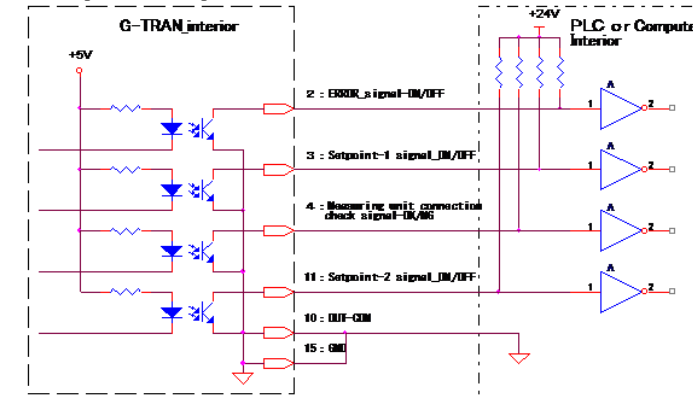 G-TRAN_interior
+24V
PLC or Compute
Interior
+5V
2 : ERROR_signal-ON/OFF
1
A
2
3 : Setpoint-1 signal_ON/OFF
1
A
2
4 : Measuring unit connection
check signal-OK/NG
1
A
2
11 : Setpoint-2 signal_ON/OFF
1
A
2
10 : OUT-COM
15 : GND